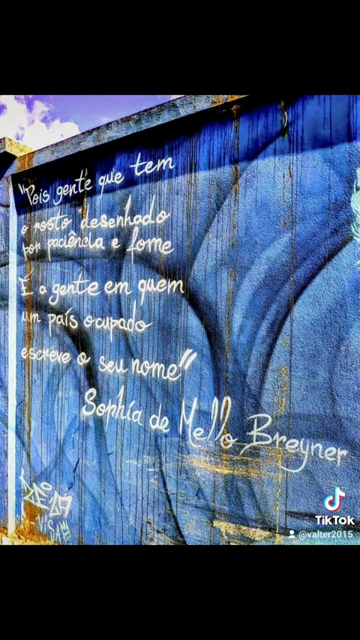 "Pois gente que tem
o rosto desenhado
por paciência e fome
É a gente em quem
um país ocupado
escreve o seu nome"
Sophia de Mello Breyner
TikTok
@valter2015